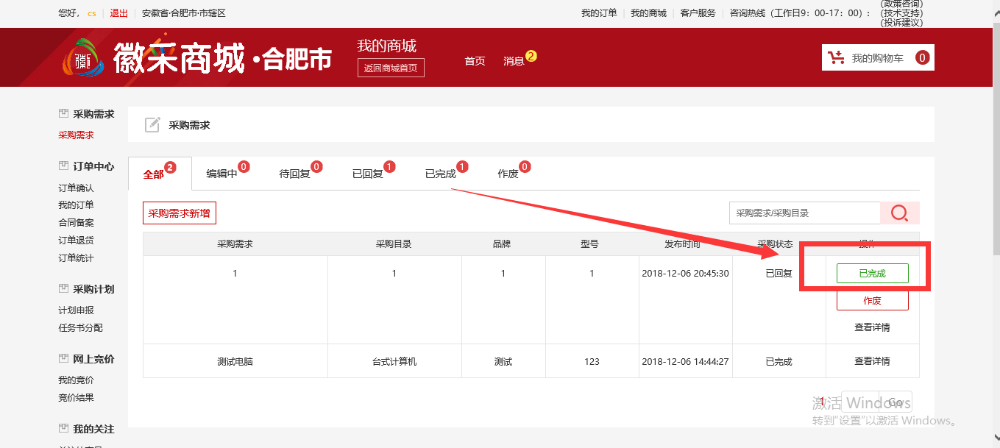 您好， cs 退出 安徽省·合肥市·市辖区
我的订单 我的商城 客户服务 咨询热线（工作日9：00-17：00）：
(政策咨询)
(技术支持)
(投诉建议)
徽采商城·合肥市
我的商城
返回商城首页
首页 消息 2
我的购物车 0
采购需求
采购需求
订单中心
订单确认
我的订单
合同备案
订单退货
订单统计
采购计划
计划申报
任务书分配
网上竞价
我的竞价
竞价结果
我的关注
采购需求
全部 2 编辑中 0 待回复 0 已回复 1 已完成 1 作废 0
采购需求新增
采购需求/采购目录
采购需求 采购目录 品牌 型号 发布时间 采购状态 操作
1 1 1 1 2018-12-06 20:45:30 已回复 已完成
作废
查看详情
测试电脑 台式计算机 测试 123 2018-12-06 14:44:27 已完成 查看详情
1 Go
激活 Windows
转到"设置"以激活 Windows。